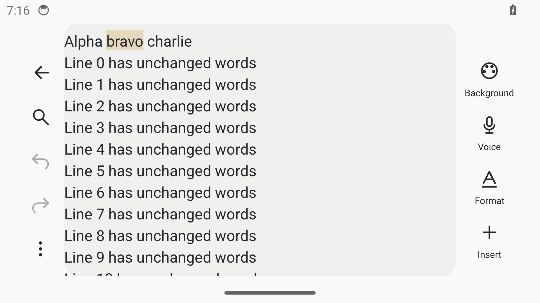 7:16
Alpha bravo charlie
Line 0 has unchanged words
Line 1 has unchanged words
Line 2 has unchanged words
Line 3 has unchanged words
Line 4 has unchanged words
Line 5 has unchanged words
Line 6 has unchanged words
Line 7 has unchanged words
Line 8 has unchanged words
Line 9 has unchanged words
Background
Voice
Format
Insert